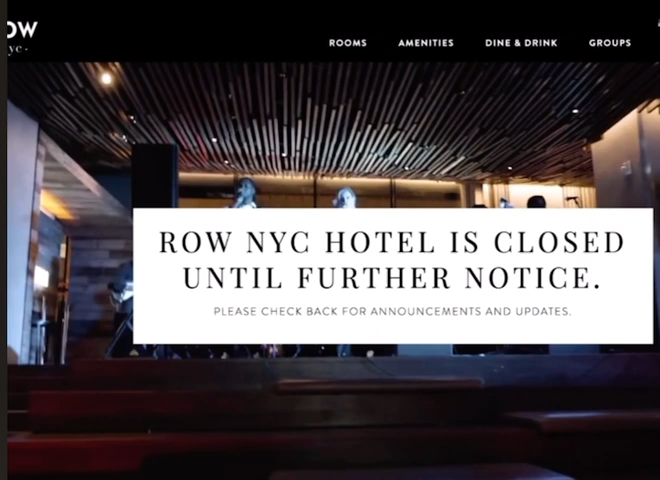 OW
yc·
ROOMS AMENITIES DINE & DRINK GROUPS
ROW NYC HOTEL IS CLOSED
UNTIL FURTHER NOTICE.
PLEASE CHECK BACK FOR ANNOUNCEMENTS AND UPDATES.